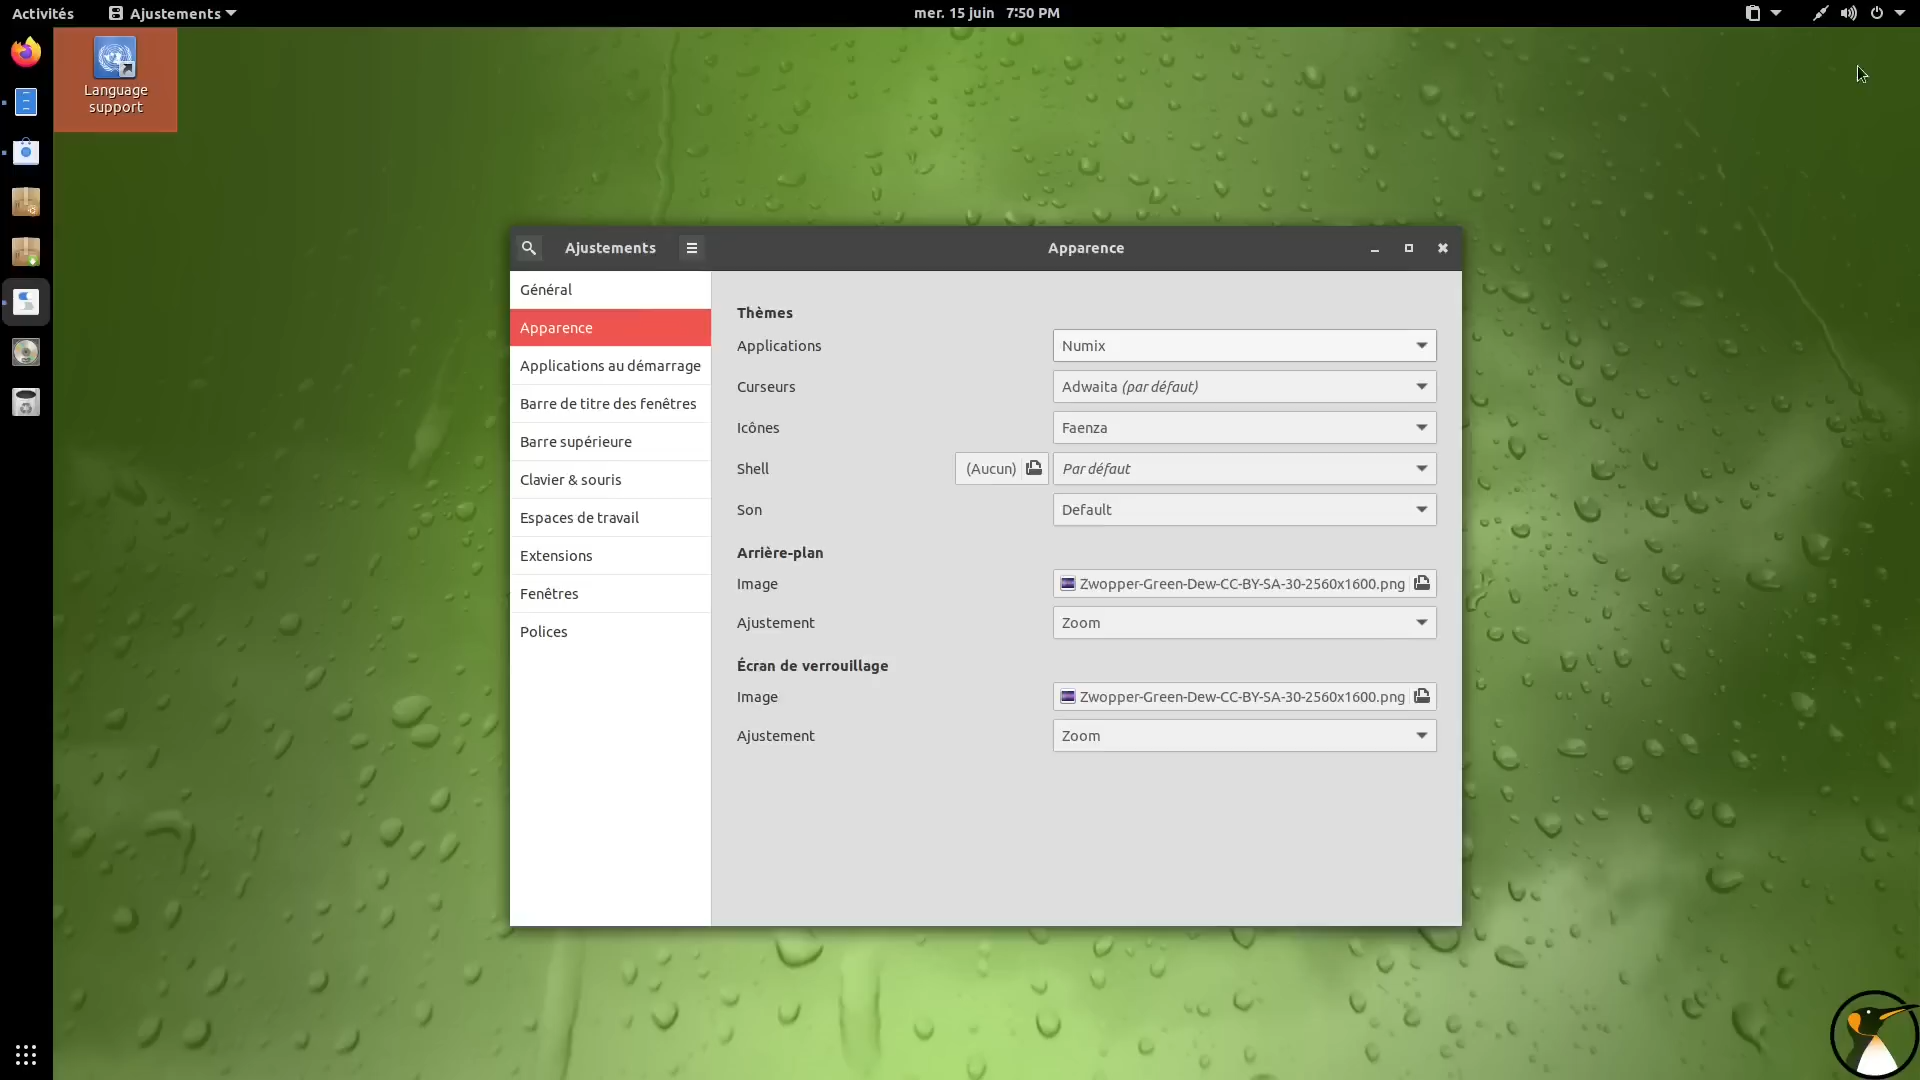 Activités
Ajustements
mer. 15 juin 7:50 PM
Language
support
Ajustements
Apparence
Général
Apparence
Applications au démarrage
Barre de titre des fenêtres
Barre supérieure
Clavier & souris
Espaces de travail
Extensions
Fenêtres
Polices
Thèmes
Applications
Numix
Curseurs
Adwaita (par défaut)
Icônes
Faenza
Shell
(Aucun)
Par défaut
Son
Default
Arrière-plan
Image
Zwopper-Green-Dew-CC-BY-SA-30-2560x1600.png
Ajustement
Zoom
Écran de verrouillage
Image
Zwopper-Green-Dew-CC-BY-SA-30-2560x1600.png
Ajustement
Zoom